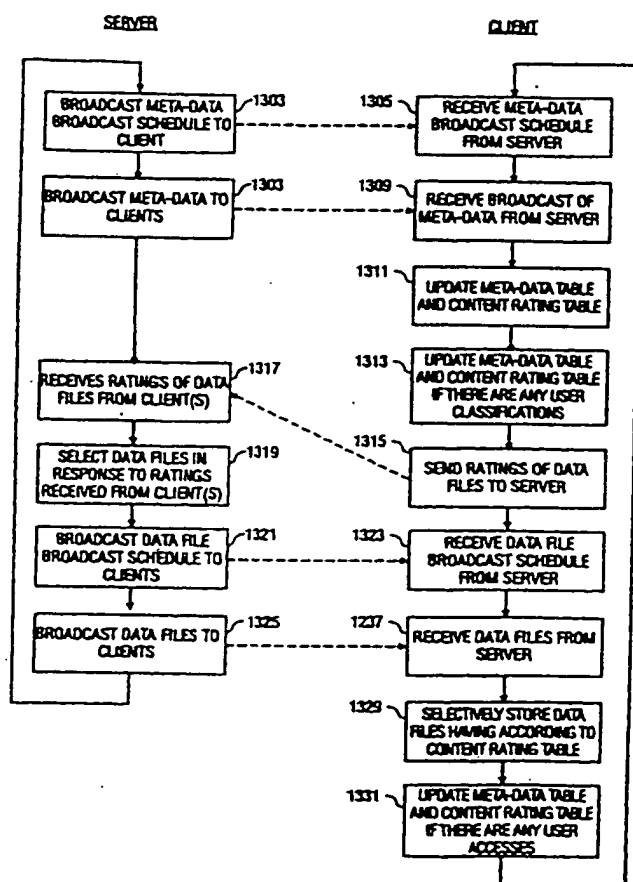 SERVER
CLIENT
BROADCAST META-DATA
BROADCAST SCHEDULE TO
CLIENT
1303
1305
RECEIVE META-DATA
BROADCAST SCHEDULE
FROM SERVER
BROADCAST META-DATA TO
CLIENTS
1303
1309
RECEIVE BROADCAST OF
META-DATA FROM SERVER
1311
UPDATE META-DATA TABLE
AND CONTENT RATING TABLE
1313
UPDATE META-DATA TABLE
AND CONTENT RATING TABLE
IF THERE ARE ANY USER
CLASSIFICATIONS
RECEIVES RATINGS OF DATA
FILES FROM CLIENT(S)
1317
1315
SEND RATINGS OF DATA
FILES TO SERVER
SELECT DATA FILES IN
RESPONSE TO RATINGS
RECEIVED FROM CLIENT(S)
1319
BROADCAST DATA FILE
BROADCAST SCHEDULE TO
CLIENTS
1321
1323
RECEIVE DATA FILE
BROADCAST SCHEDULE
FROM SERVER
BROADCAST DATA FILES TO
CLIENTS
1325
1237
RECEIVE DATA FILES FROM
SERVER
1329
SELECTIVELY STORE DATA
FILES HAVING ACCORDING TO
CONTENT RATING TABLE
1331
UPDATE META-DATA TABLE
AND CONTENT RATING TABLE
IF THERE ARE ANY USER
ACCESSES